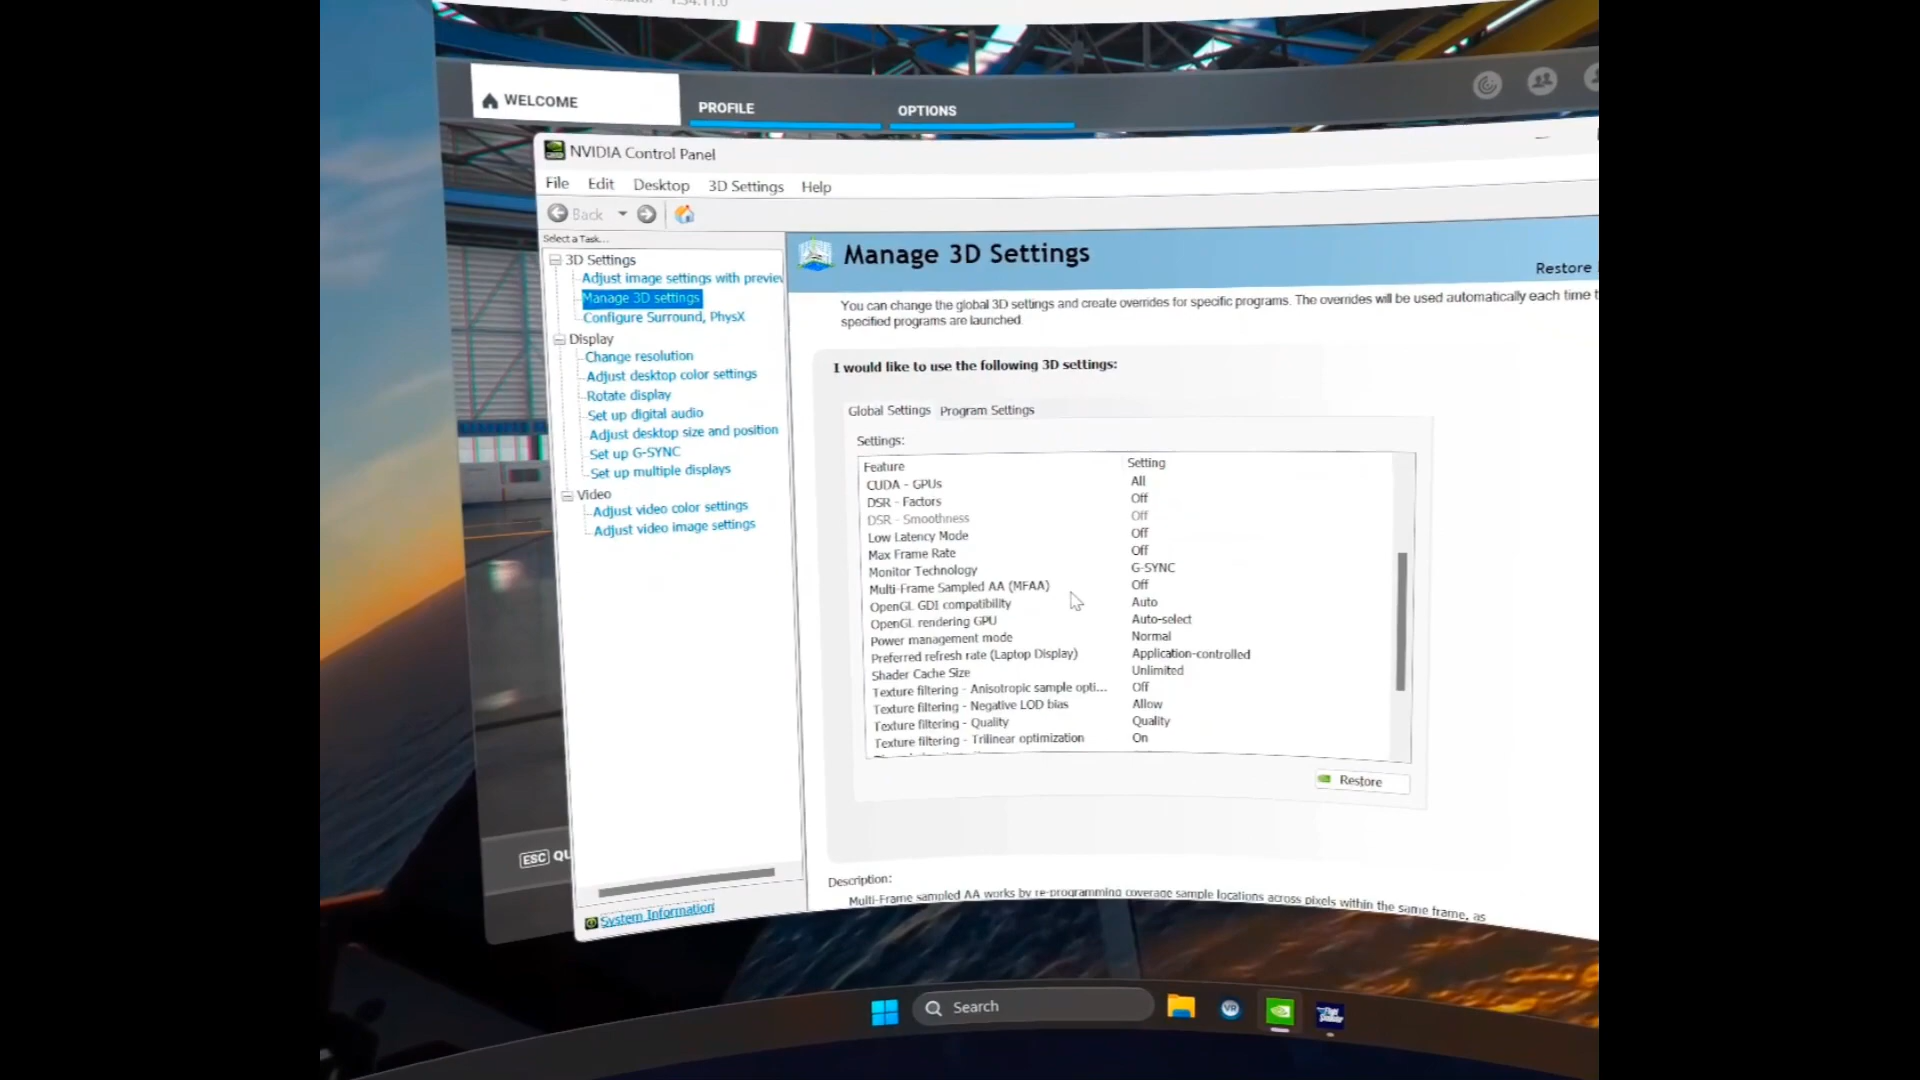 1.34.11.0
WELCOME
PROFILE
OPTIONS
NVIDIA Control Panel
File Edit Desktop 3D Settings Help
Back
Select a Task...
3D Settings
Adjust image settings with preview
Manage 3D settings
Configure Surround, PhysX
Display
Change resolution
Adjust desktop color settings
Rotate display
Set up digital audio
Adjust desktop size and position
Set up G-SYNC
Set up multiple displays
Video
Adjust video color settings
Adjust video image settings
System Information
Manage 3D Settings
Restore
You can change the global 3D settings and create overrides for specific programs. The overrides will be used automatically each time
specified programs are launched.
I would like to use the following 3D settings:
Global Settings Program Settings
Settings:
Feature Setting
CUDA - GPUs All
DSR - Factors Off
DSR - Smoothness Off
Low Latency Mode Off
Max Frame Rate Off
Monitor Technology G-SYNC
Multi-Frame Sampled AA (MFAA) Off
OpenGL GDI compatibility Auto
OpenGL rendering GPU Auto-select
Power management mode Normal
Preferred refresh rate (Laptop Display) Application-controlled
Shader Cache Size Unlimited
Texture filtering - Anisotropic sample opti... Off
Texture filtering - Negative LOD bias Allow
Texture filtering - Quality Quality
Texture filtering - Trilinear optimization On
Restore
Description:
Multi-Frame sampled AA works by re-programming coverage sample locations across pixels within the same frame, as
ESC QU
Search
VR